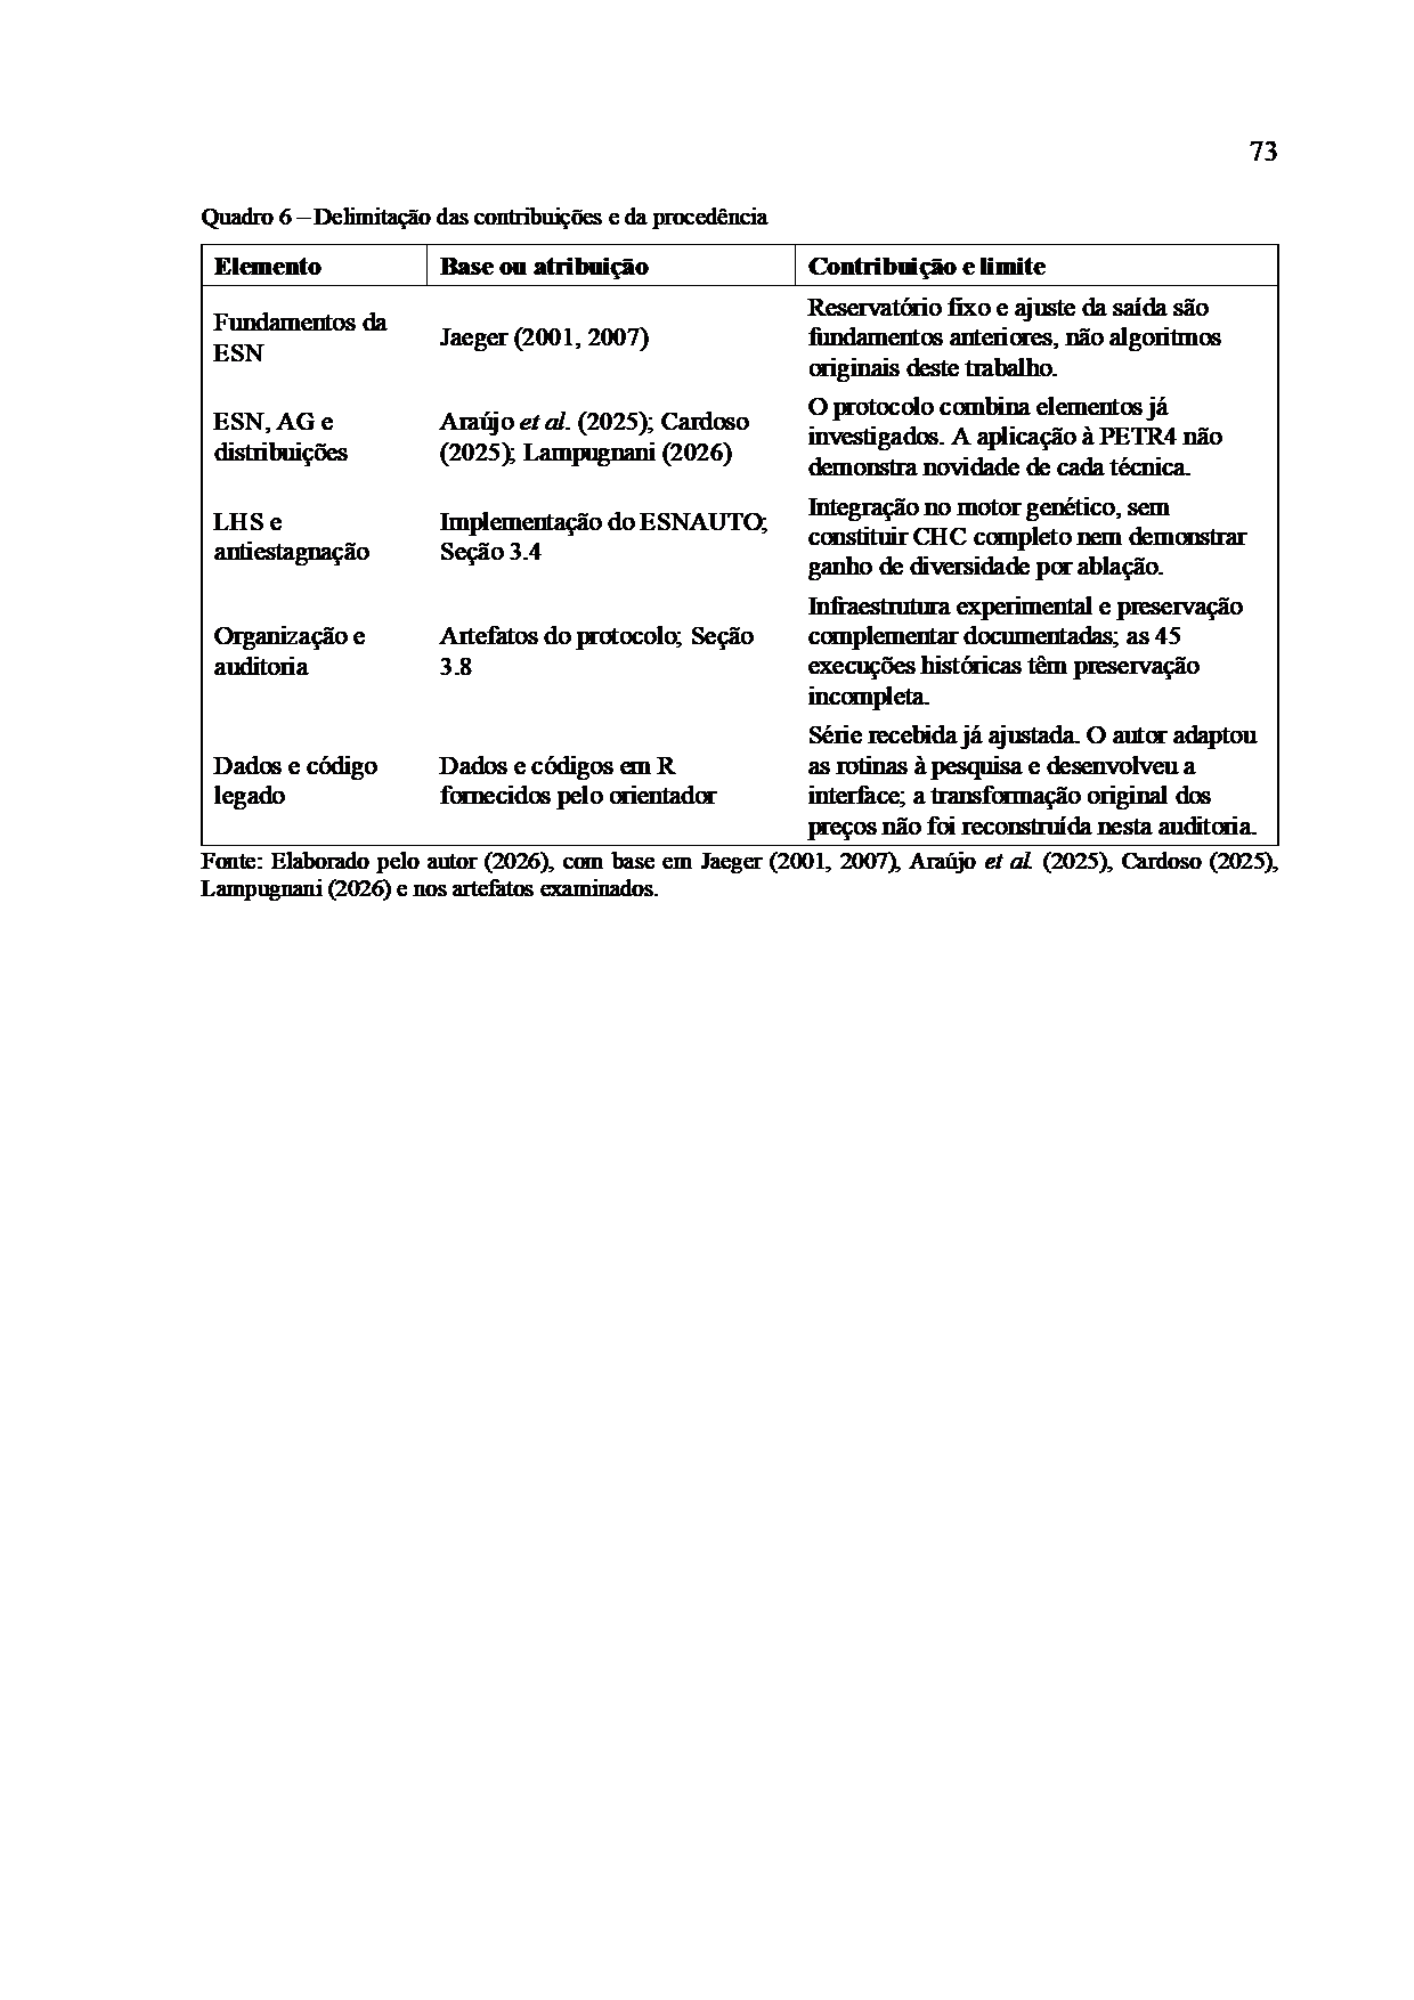 73
Quadro 6 – Delimitação das contribuições e da procedência
Elemento
Base ou atribuição
Contribuição e limite
Fundamentos da
ESN
Jaeger (2001, 2007)
Reservatório fixo e ajuste da saída são
fundamentos anteriores, não algoritmos
originais deste trabalho.
ESN, AG e
distribuições
Araújo et al. (2025); Cardoso
(2025); Lampugnani (2026)
O protocolo combina elementos já
investigados. A aplicação à PETR4 não
demonstra novidade de cada técnica.
LHS e
antiestagnação
Implementação do ESNAUTO;
Seção 3.4
Integração no motor genético, sem
constituir CHC completo nem demonstrar
ganho de diversidade por ablação.
Organização e
auditoria
Artefatos do protocolo; Seção
3.8
Infraestrutura experimental e preservação
complementar documentadas; as 45
execuções históricas têm preservação
incompleta.
Dados e código
legado
Dados e códigos em R
fornecidos pelo orientador
Série recebida já ajustada. O autor adaptou
as rotinas à pesquisa e desenvolveu a
interface; a transformação original dos
preços não foi reconstruída nesta auditoria.
Fonte: Elaborado pelo autor (2026), com base em Jaeger (2001, 2007), Araújo et al. (2025), Cardoso (2025),
Lampugnani (2026) e nos artefatos examinados.